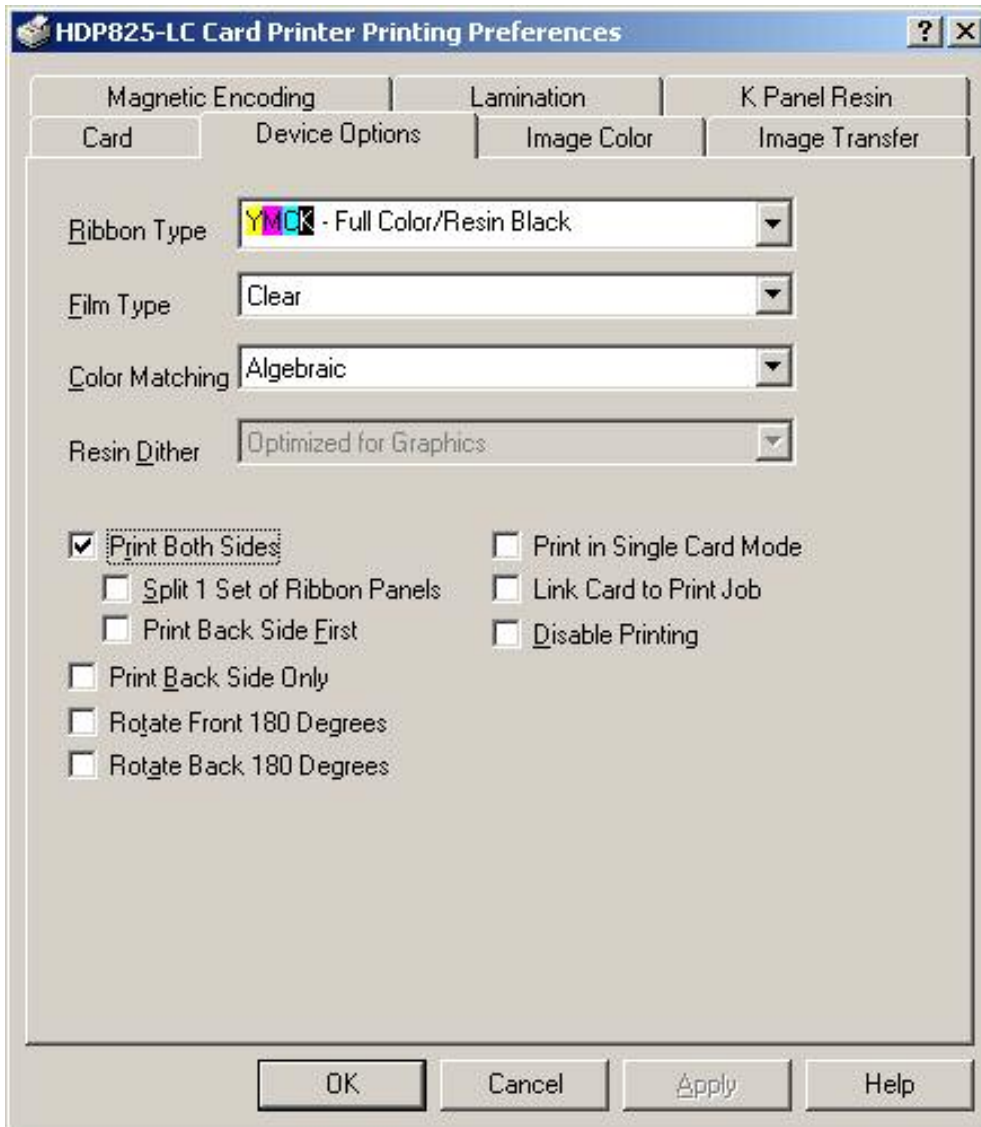 HDP825-LC Card Printer Printing Preferences
Magnetic Encoding Lamination K Panel Resin
Card Device Options Image Color Image Transfer
Ribbon Type YMCK - Full Color/Resin Black
Film Type Clear
Color Matching Algebraic
Resin Dither Optimized for Graphics
Print Both Sides Print in Single Card Mode
Split 1 Set of Ribbon Panels Link Card to Print Job
Print Back Side First Disable Printing
Print Back Side Only
Rotate Front 180 Degrees
Rotate Back 180 Degrees
OK Cancel Apply Help